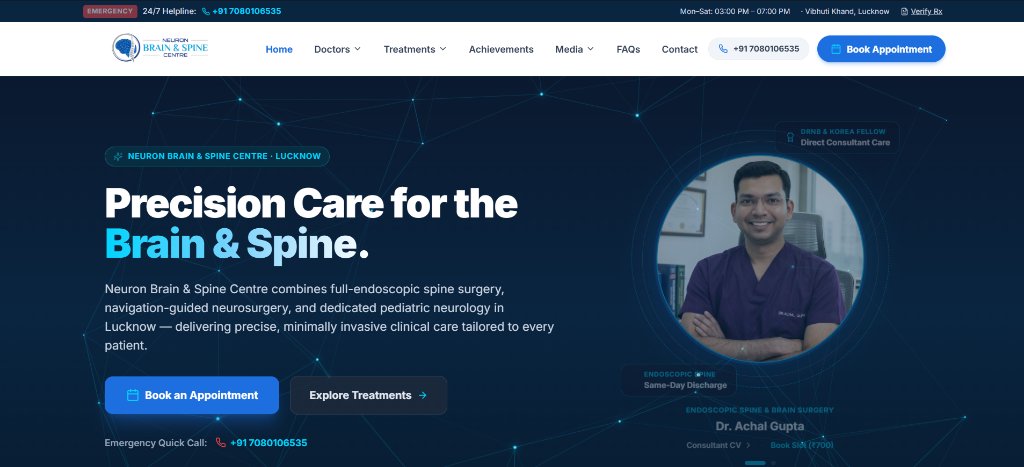 EMERGENCY 24/7 Helpline: +91 7080106535 Mon–Sat: 03:00 PM – 07:00 PM · Vibhuti Khand, Lucknow Verify Rx
NEURON
BRAIN & SPINE
CENTRE
Home Doctors Treatments Achievements Media FAQs Contact +91 7080106535 Book Appointment
DRNB & KOREA FELLOW
Direct Consultant Care
NEURON BRAIN & SPINE CENTRE · LUCKNOW
Precision Care for the
Brain & Spine.
Neuron Brain & Spine Centre combines full-endoscopic spine surgery,
navigation-guided neurosurgery, and dedicated pediatric neurology in
Lucknow — delivering precise, minimally invasive clinical care tailored to every
patient.
Book an Appointment Explore Treatments →
Emergency Quick Call: +91 7080106535
ENDOSCOPIC SPINE
Same-Day Discharge
ENDOSCOPIC SPINE & BRAIN SURGERY
Dr. Achal Gupta
Consultant CV Book Slot (₹700)